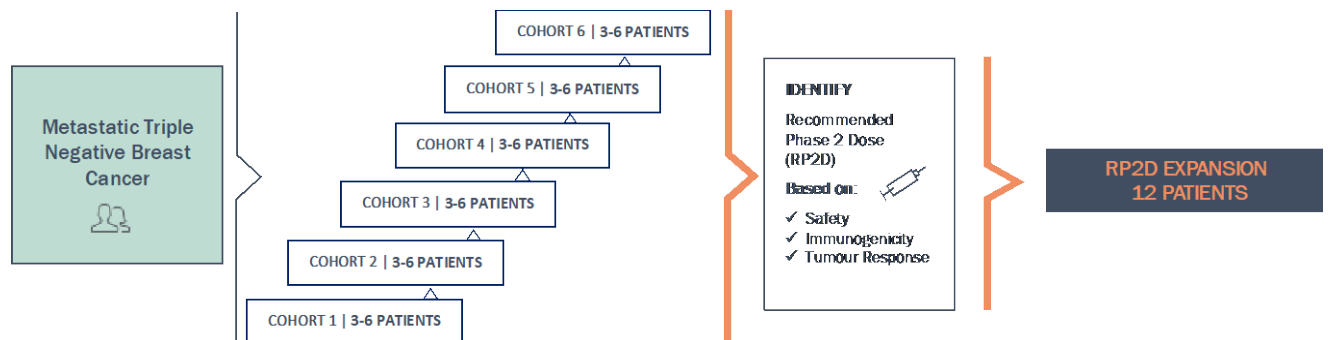 Metastatic Triple
Negative Breast
Cancer
COHORT 6 | 3-6 PATIENTS
COHORT 5 | 3-6 PATIENTS
COHORT 4 | 3-6 PATIENTS
COHORT 3 | 3-6 PATIENTS
COHORT 2 | 3-6 PATIENTS
COHORT 1 | 3-6 PATIENTS
IDENTIFY
Recommended
Phase 2 Dose
(RP2D)
Based on:
✓ Safety
✓ Immunogenicity
✓ Tumour Response
RP2D EXPANSION
12 PATIENTS